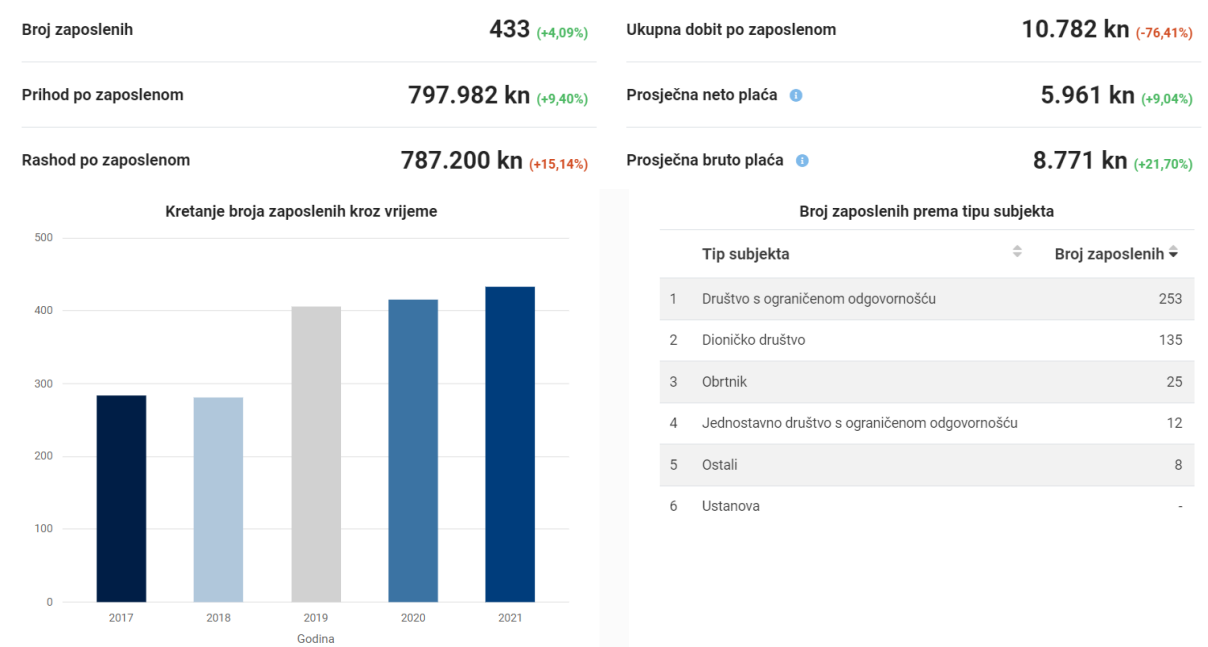 Broj zaposlenih 433 (+4,09%)
Prihod po zaposlenom 797.982 kn (+9,40%)
Rashod po zaposlenom 787.200 kn (+15,14%)
Ukupna dobit po zaposlenom 10.782 kn (-76,41%)
Prosječna neto plaća i 5.961 kn (+9,04%)
Prosječna bruto plaća i 8.771 kn (+21,70%)
Kretanje broja zaposlenih kroz vrijeme
500
400
300
200
100
0
2017 2018 2019 2020 2021
Godina
Broj zaposlenih prema tipu subjekta
Tip subjekta Broj zaposlenih
1 Društvo s ograničenom odgovornošću 253
2 Dioničko društvo 135
3 Obrtnik 25
4 Jednostavno društvo s ograničenom odgovornošću 12
5 Ostali 8
6 Ustanova -